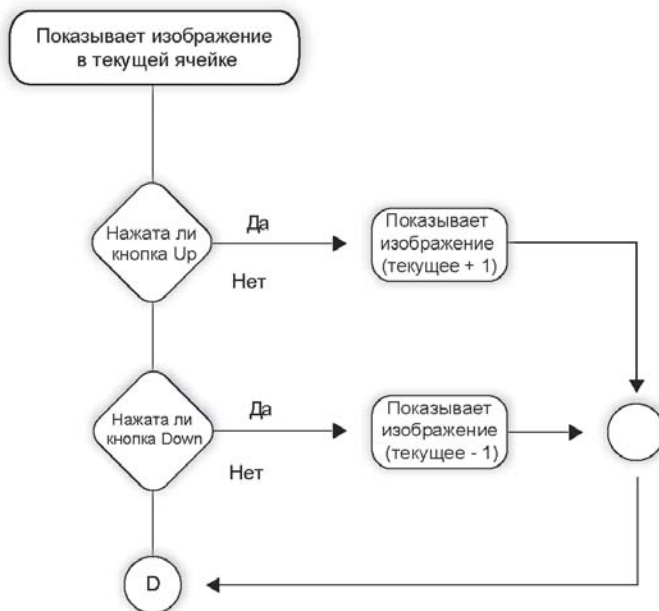 Показывает изображение
в текущей ячейке
Нажата ли
кнопка Up
Да
Нет
Показывает
изображение
(текущее + 1)
Нажата ли
кнопка Down
Да
Нет
Показывает
изображение
(текущее - 1)
D